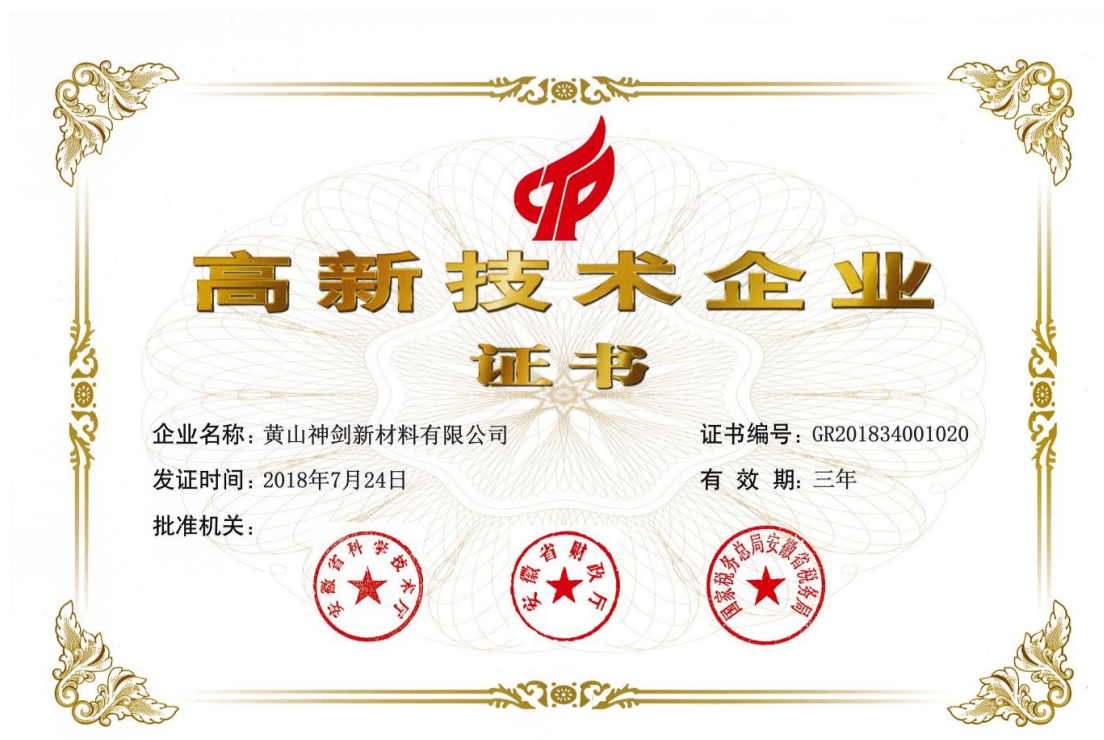 高新技术企业
证书
企业名称：黄山神剑新材料有限公司
证书编号：GR201834001020
发证时间：2018年7月24日
有效期：三年
批准机关：
安徽省科学技术厅
安徽省财政厅
国家税务总局安徽省税务局